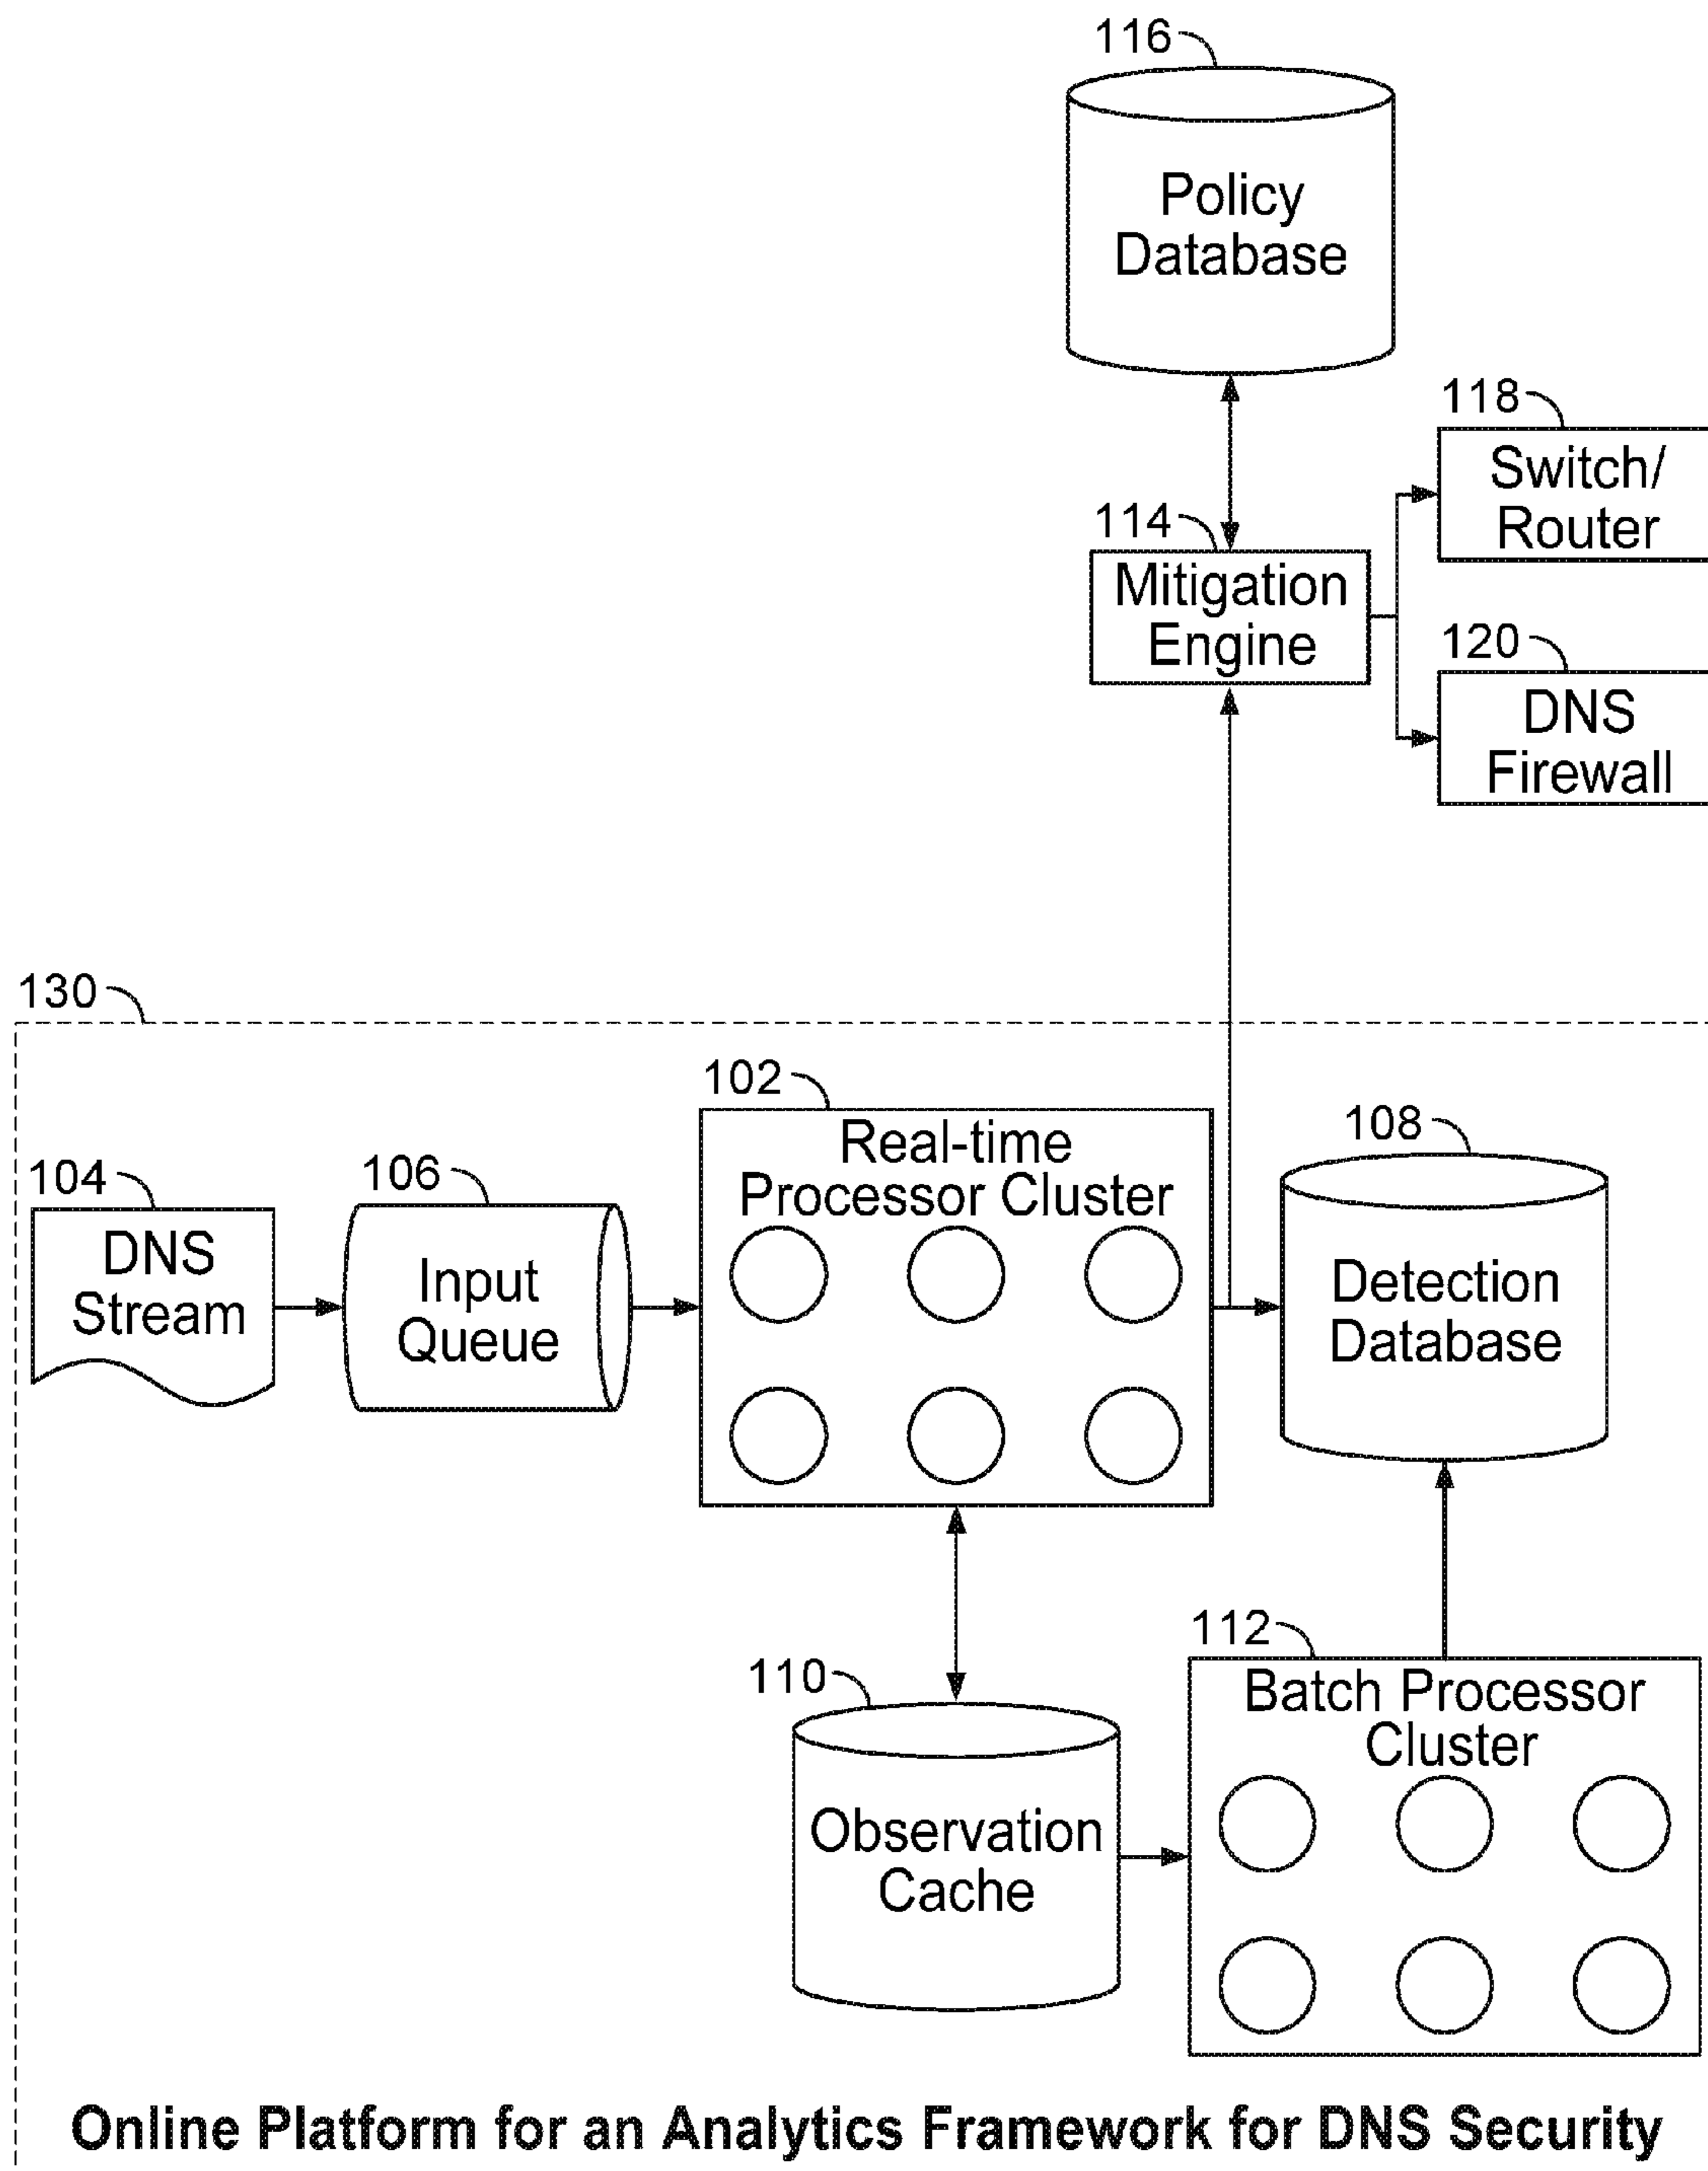 116
Policy
Database
118
Switch/
Router
114
Mitigation
Engine
120
DNS
Firewall
130
102
Real-time
Processor Cluster
108
104
DNS
Stream
106
Input
Queue
Detection
Database
110
Observation
Cache
112
Batch Processor
Cluster
Online Platform for an Analytics Framework for DNS Security